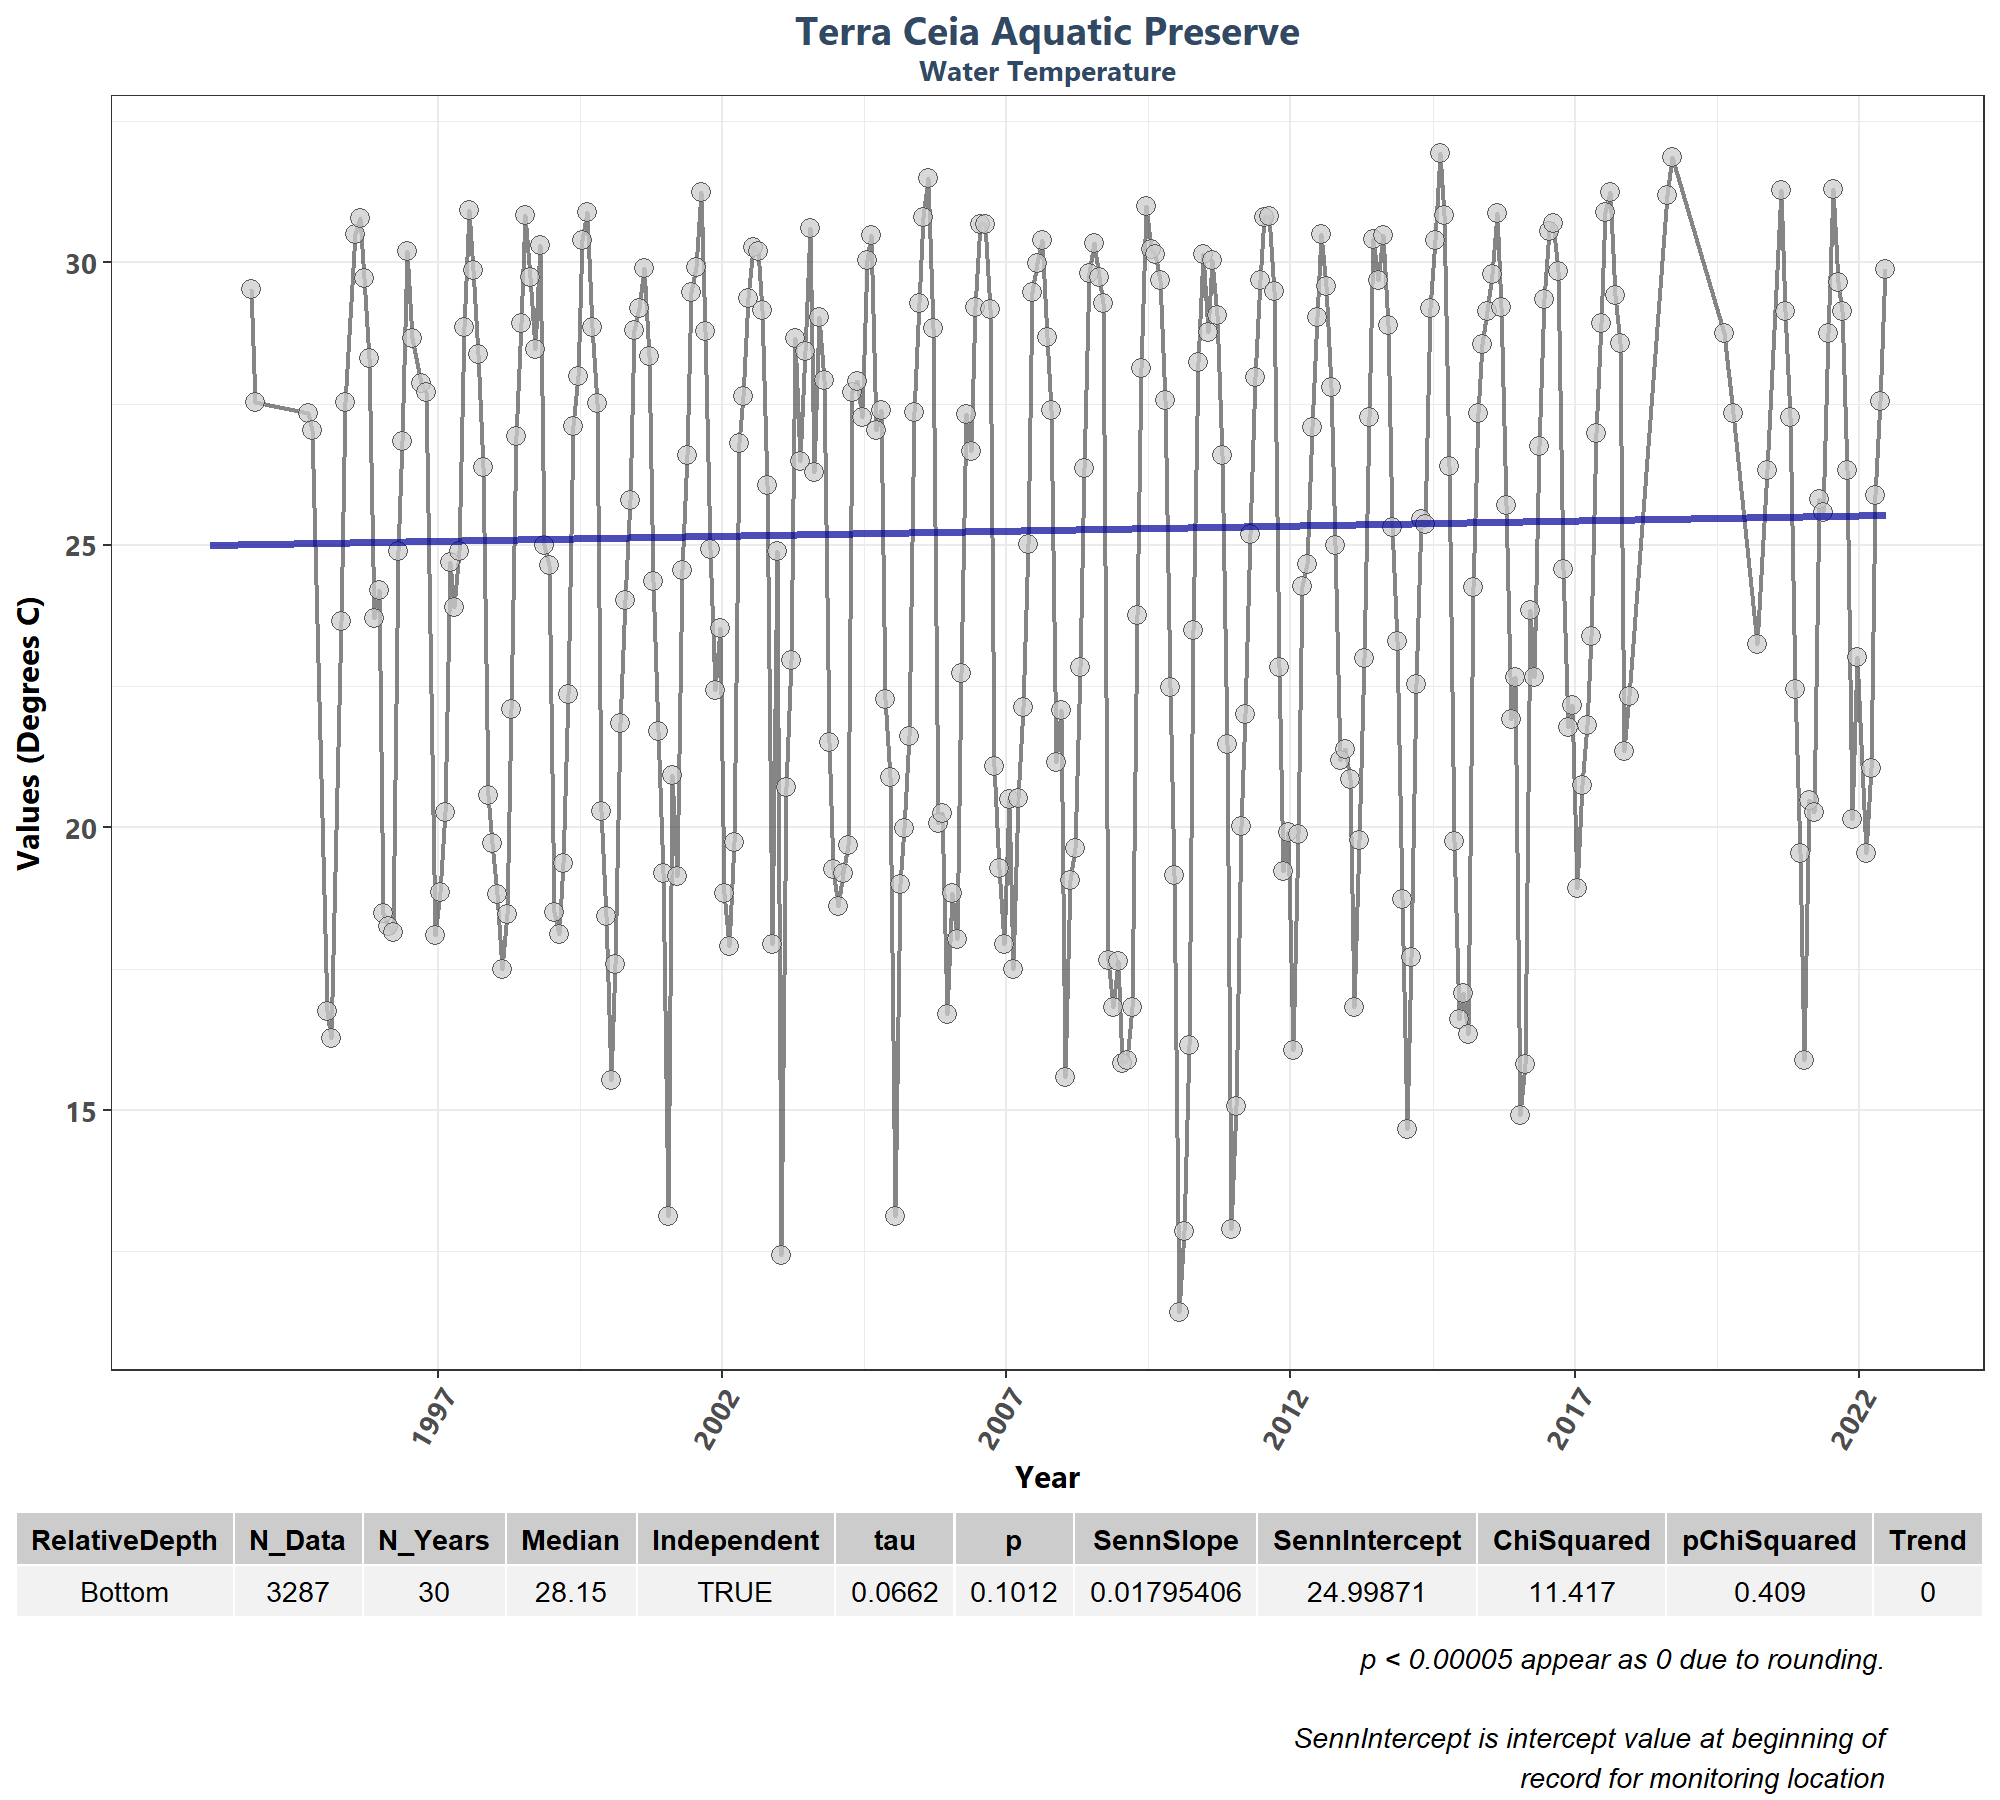 Terra Ceia Aquatic Preserve
Water Temperature
Values (Degrees C)
30
25
20
15
1997
2002
2007
2012
2017
2022
Year
RelativeDepth N_Data N_Years Median Independent tau p SennSlope SennIntercept ChiSquared pChiSquared Trend
Bottom 3287 30 28.15 TRUE 0.0662 0.1012 0.01795406 24.99871 11.417 0.409 0
p < 0.00005 appear as 0 due to rounding.
SennIntercept is intercept value at beginning of
record for monitoring location